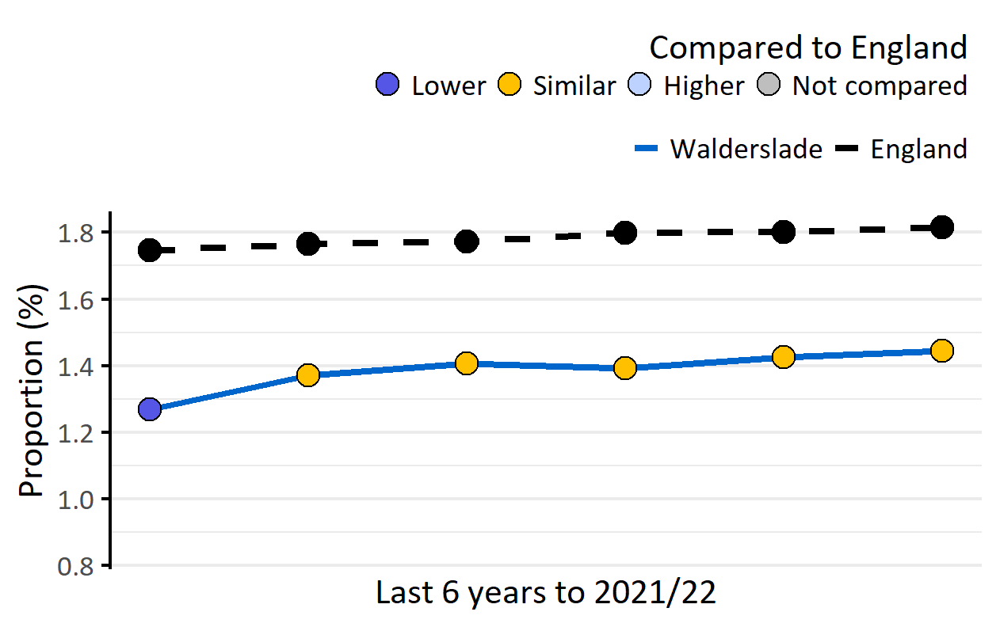 Compared to England
Lower Similar Higher Not compared
Walderslade England
1.8
1.6
1.4
1.2
1.0
0.8
Proportion (%)
Last 6 years to 2021/22